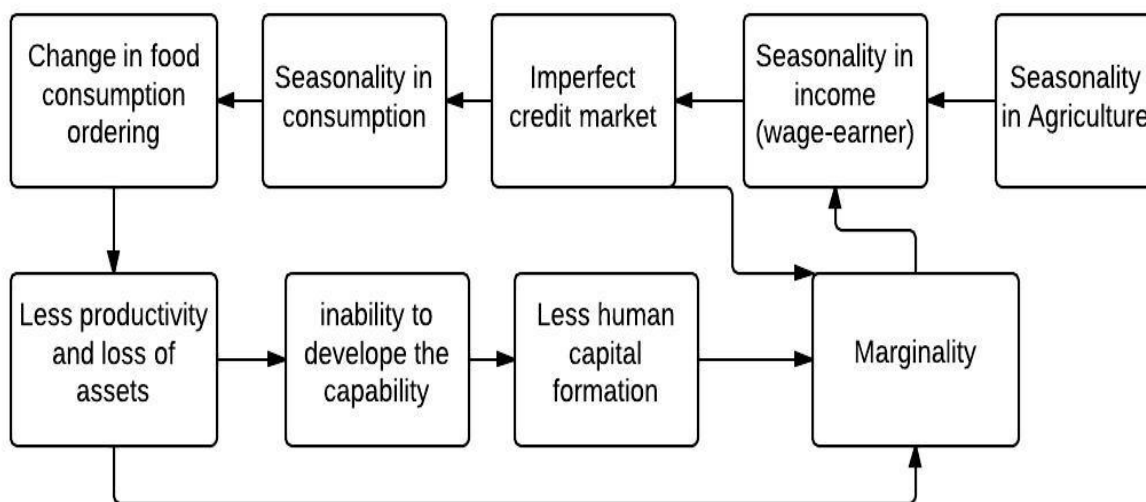 Change in food
consumption
ordering
Seasonality in
consumption
Imperfect
credit market
Seasonality in
income
(wage-earner)
Seasonality
in Agriculture
Less productivity
and loss of
assets
inability to
develope the
capability
Less human
capital
formation
Marginality